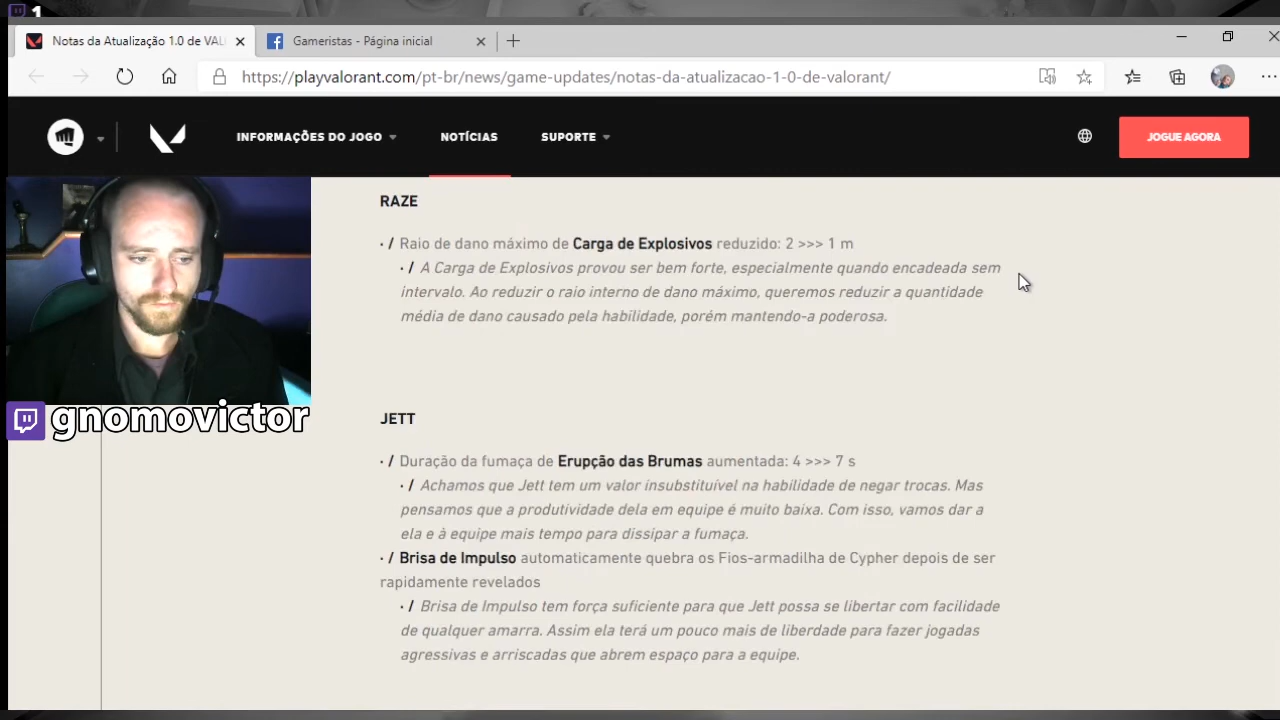 1
Notas da Atualização 1.0 de VAL
Gameristas - Página inicial
https://playvalorant.com/pt-br/news/game-updates/notas-da-atualizacao-1-0-de-valorant/
INFORMAÇÕES DO JOGO
NOTÍCIAS
SUPORTE
JOGUE AGORA
RAZE
· / Raio de dano máximo de Carga de Explosivos reduzido: 2 >>> 1 m
· / A Carga de Explosivos provou ser bem forte, especialmente quando encadeada sem
intervalo. Ao reduzir o raio interno de dano máximo, queremos reduzir a quantidade
média de dano causado pela habilidade, porém mantendo-a poderosa.
gnomovictor
JETT
· / Duração da fumaça de Erupção das Brumas aumentada: 4 >>> 7 s
· / Achamos que Jett tem um valor insubstituível na habilidade de negar trocas. Mas
pensamos que a produtividade dela em equipe é muito baixa. Com isso, vamos dar a
ela e à equipe mais tempo para dissipar a fumaça.
· / Brisa de Impulso automaticamente quebra os Fios-armadilha de Cypher depois de ser
rapidamente revelados
· / Brisa de Impulso tem força suficiente para que Jett possa se libertar com facilidade
de qualquer amarra. Assim ela terá um pouco mais de liberdade para fazer jogadas
agressivas e arriscadas que abrem espaço para a equipe.